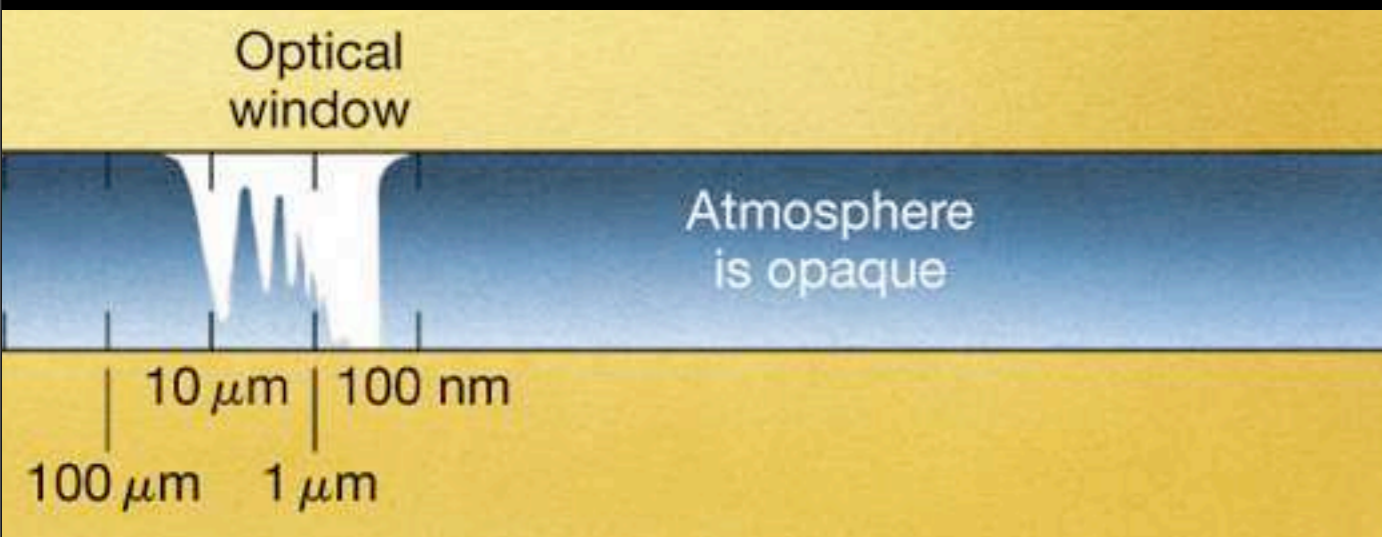 Optical
window
Atmosphere
is opaque
10 μm
100 nm
100 μm
1 μm